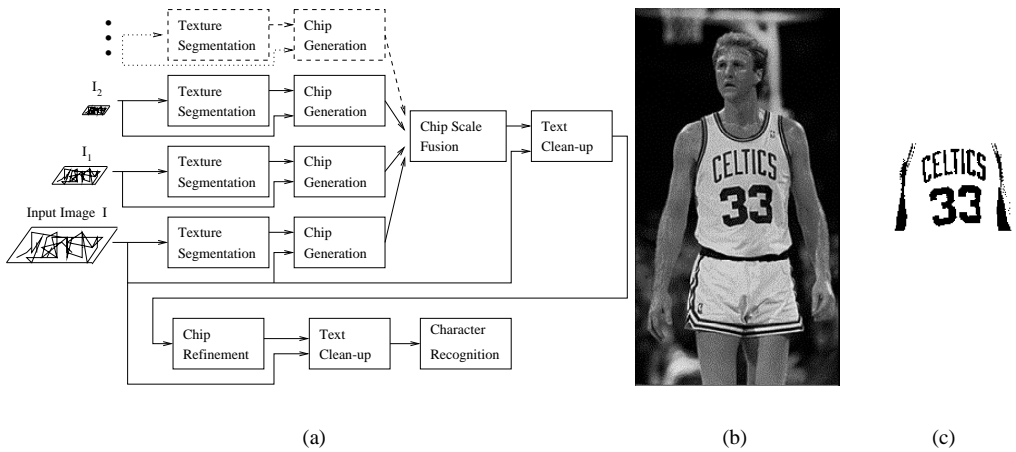 Texture
Segmentation
Chip
Generation
I2
Texture
Segmentation
Chip
Generation
Chip Scale
Fusion
Text
Clean-up
I1
Texture
Segmentation
Chip
Generation
Input Image I
Texture
Segmentation
Chip
Generation
Chip
Refinement
Text
Clean-up
Character
Recognition
CELTICS
33
CELTICS
33
(a)
(b)
(c)